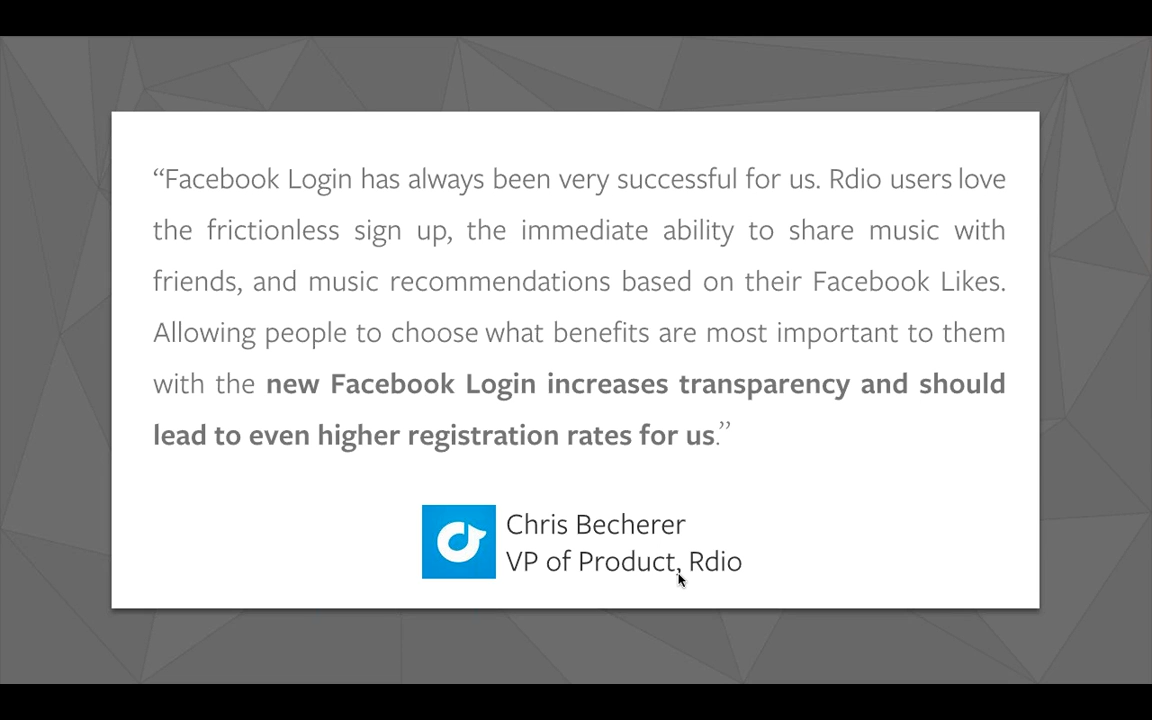 “Facebook Login has always been very successful for us. Rdio users love
the frictionless sign up, the immediate ability to share music with
friends, and music recommendations based on their Facebook Likes.
Allowing people to choose what benefits are most important to them
with the new Facebook Login increases transparency and should
lead to even higher registration rates for us.”
Chris Becherer
VP of Product, Rdio